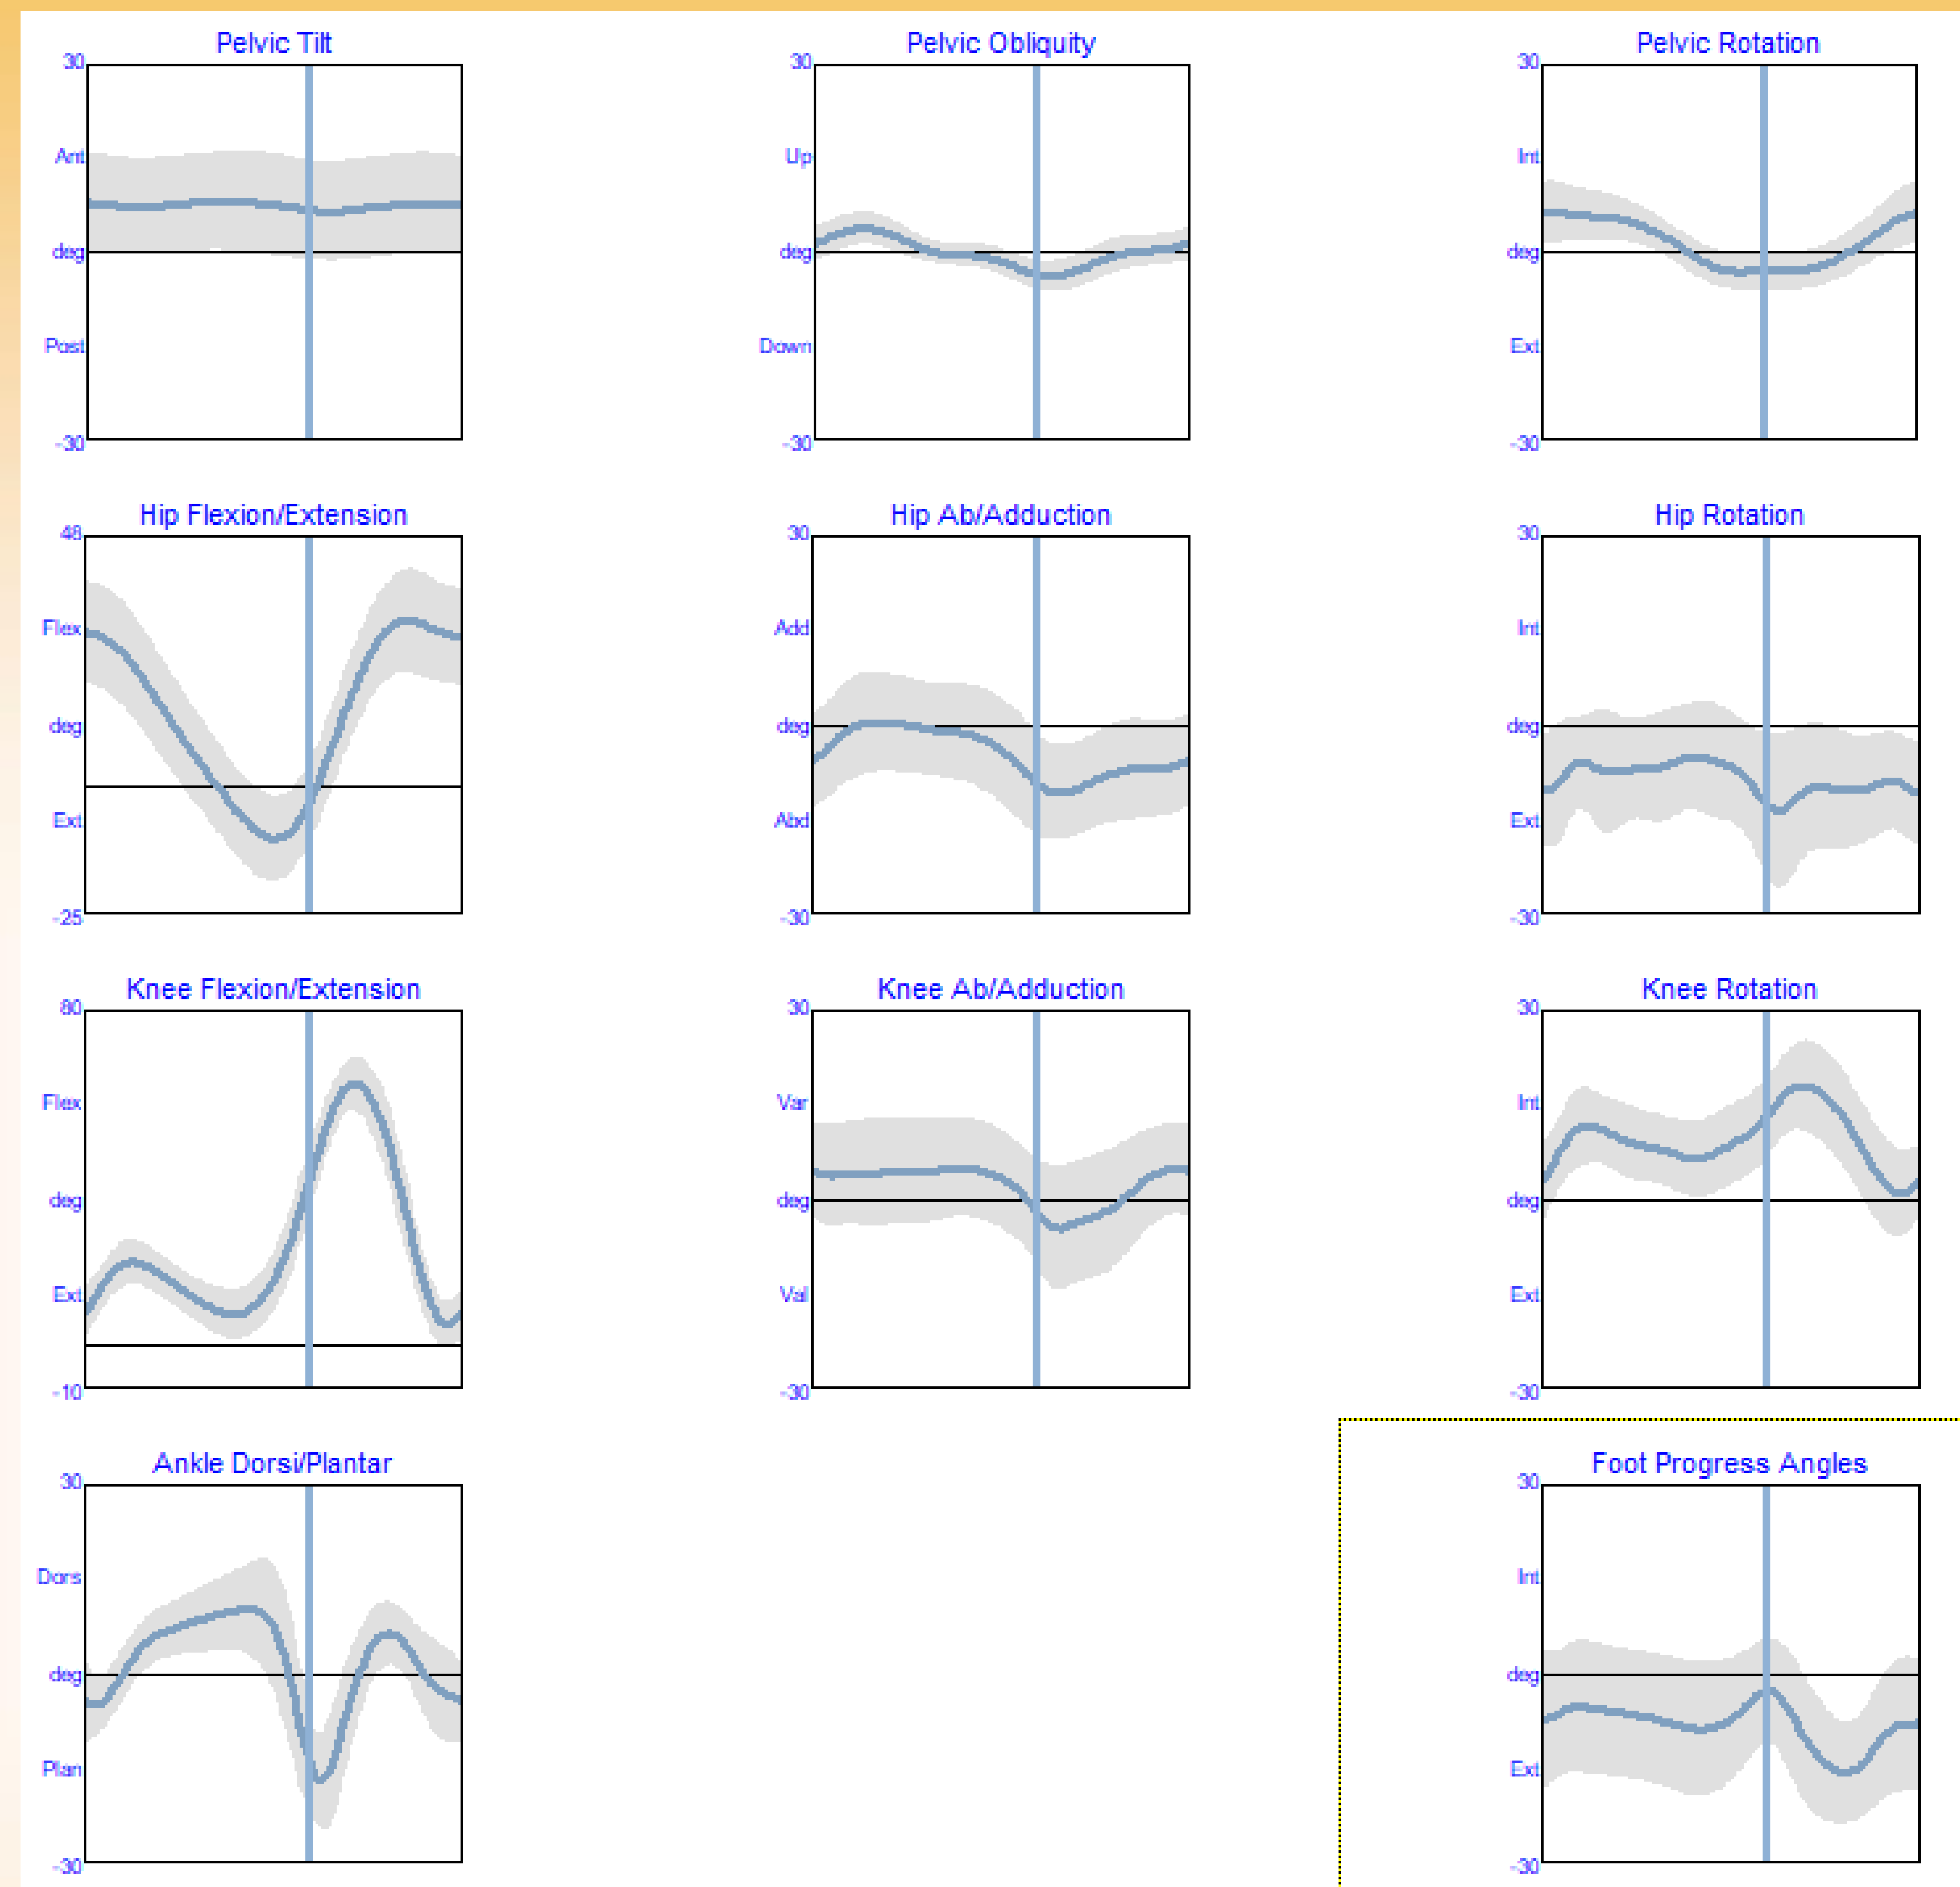 Pelvic Tilt
30
Ant
deg
Post
-30
Pelvic Obliquity
30
Up
deg
Down
-30
Pelvic Rotation
30
Int
deg
Ext
-30
Hip Flexion/Extension
48
Flex
deg
Ext
-25
Hip Ab/Adduction
30
Add
deg
Abd
-30
Hip Rotation
30
Int
deg
Ext
-30
Knee Flexion/Extension
80
Flex
deg
Ext
-10
Knee Ab/Adduction
30
Var
deg
Val
-30
Knee Rotation
30
Int
deg
Ext
-30
Ankle Dorsi/Plantar
30
Dors
deg
Plan
-30
Foot Progress Angles
30
Int
deg
Ext
-30